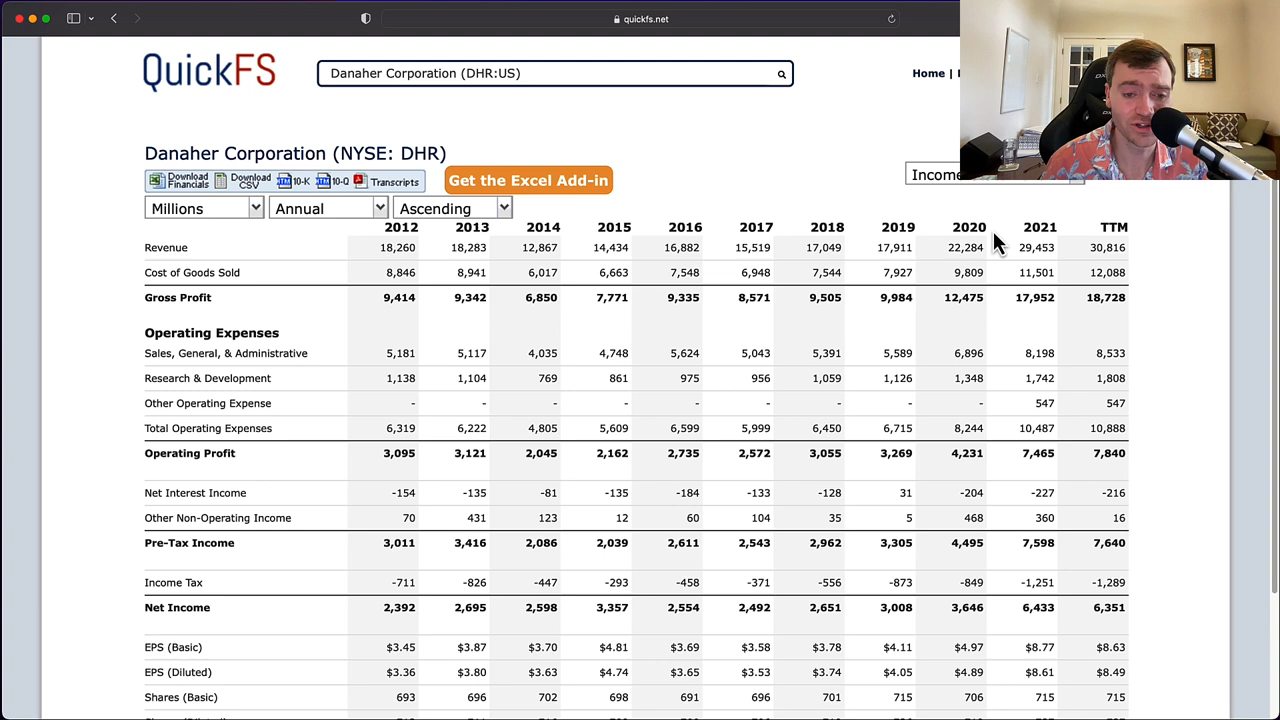 quickfs.net
QuickFS
Danaher Corporation (DHR:US)
Home |
Danaher Corporation (NYSE: DHR)
Download Financials
Download CSV
10-K
10-Q
Transcripts
Get the Excel Add-in
Income
Millions
Annual
Ascending
2012 2013 2014 2015 2016 2017 2018 2019 2020 2021 TTM
Revenue 18,260 18,283 12,867 14,434 16,882 15,519 17,049 17,911 22,284 29,453 30,816
Cost of Goods Sold 8,846 8,941 6,017 6,663 7,548 6,948 7,544 7,927 9,809 11,501 12,088
Gross Profit 9,414 9,342 6,850 7,771 9,335 8,571 9,505 9,984 12,475 17,952 18,728
Operating Expenses
Sales, General, & Administrative 5,181 5,117 4,035 4,748 5,624 5,043 5,391 5,589 6,896 8,198 8,533
Research & Development 1,138 1,104 769 861 975 956 1,059 1,126 1,348 1,742 1,808
Other Operating Expense - - - - - - - - - 547 547
Total Operating Expenses 6,319 6,222 4,805 5,609 6,599 5,999 6,450 6,715 8,244 10,487 10,888
Operating Profit 3,095 3,121 2,045 2,162 2,735 2,572 3,055 3,269 4,231 7,465 7,840
Net Interest Income -154 -135 -81 -135 -184 -133 -128 31 -204 -227 -216
Other Non-Operating Income 70 431 123 12 60 104 35 5 468 360 16
Pre-Tax Income 3,011 3,416 2,086 2,039 2,611 2,543 2,962 3,305 4,495 7,598 7,640
Income Tax -711 -826 -447 -293 -458 -371 -556 -873 -849 -1,251 -1,289
Net Income 2,392 2,695 2,598 3,357 2,554 2,492 2,651 3,008 3,646 6,433 6,351
EPS (Basic) $3.45 $3.87 $3.70 $4.81 $3.69 $3.58 $3.78 $4.11 $4.97 $8.77 $8.63
EPS (Diluted) $3.36 $3.80 $3.63 $4.74 $3.65 $3.53 $3.74 $4.05 $4.89 $8.61 $8.49
Shares (Basic) 693 696 702 698 691 696 701 715 706 715 715